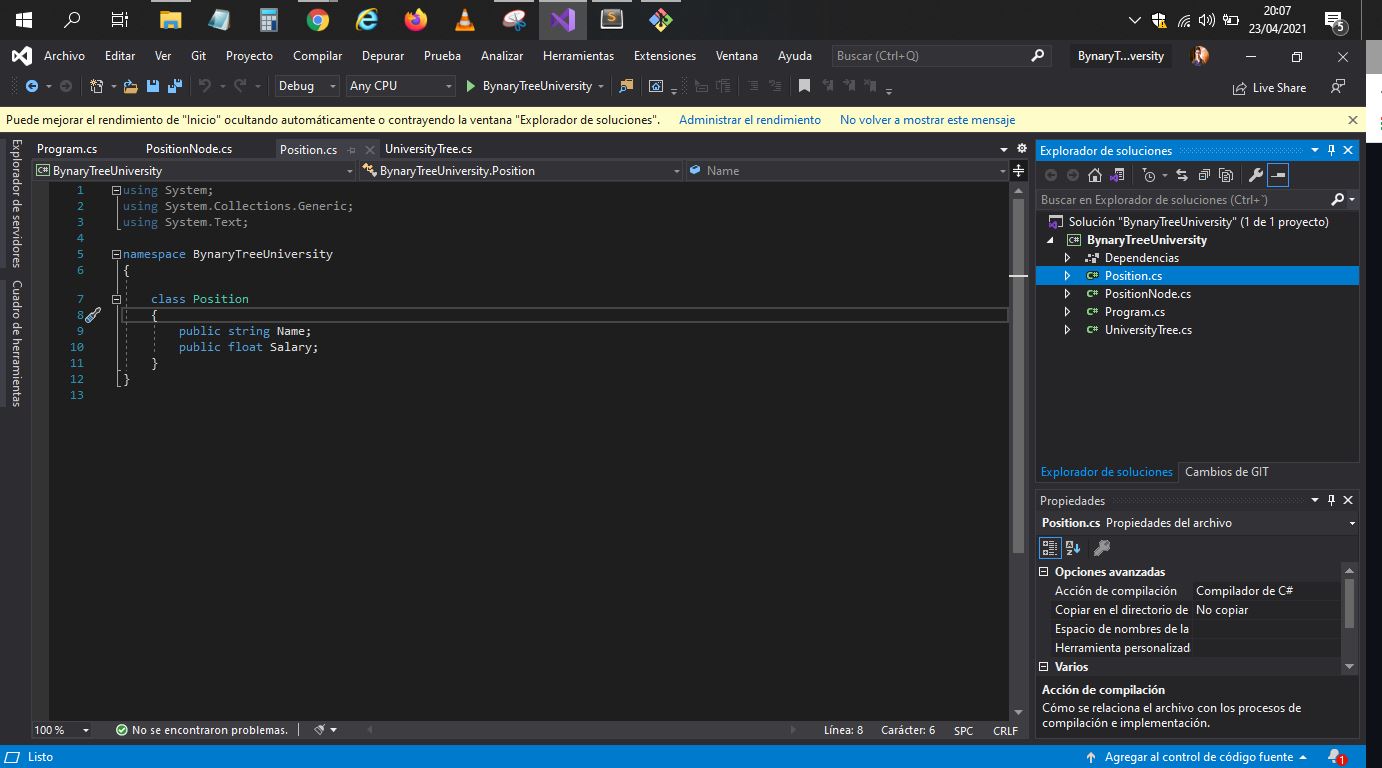 20:07
23/04/2021
5
Archivo Editar Ver Git Proyecto Compilar Depurar Prueba Analizar Herramientas Extensiones Ventana Ayuda Buscar (Ctrl+Q) BynaryT...versity
Debug Any CPU BynaryTreeUniversity Live Share
Puede mejorar el rendimiento de "Inicio" ocultando automáticamente o contrayendo la ventana "Explorador de soluciones". Administrar el rendimiento No volver a mostrar este mensaje
Explorador de servidores
Cuadro de herramientas
Program.cs PositionNode.cs Position.cs UniversityTree.cs
C# BynaryTreeUniversity BynaryTreeUniversity.Position Name
1 using System;
2 using System.Collections.Generic;
3 using System.Text;
4
5 namespace BynaryTreeUniversity
6 {
7 class Position
8 {
9 public string Name;
10 public float Salary;
11 }
12 }
13
100 % No se encontraron problemas. Línea: 8 Carácter: 6 SPC CRLF
Explorador de soluciones
Buscar en Explorador de soluciones (Ctrl+`)
Solución "BynaryTreeUniversity" (1 de 1 proyecto)
C# BynaryTreeUniversity
Dependencias
C# Position.cs
C# PositionNode.cs
C# Program.cs
C# UniversityTree.cs
Explorador de soluciones Cambios de GIT
Propiedades
Position.cs Propiedades del archivo
Opciones avanzadas
Acción de compilación Compilador de C#
Copiar en el directorio de No copiar
Espacio de nombres de la
Herramienta personalizad
Varios
Acción de compilación
Cómo se relaciona el archivo con los procesos de
compilación e implementación.
Listo Agregar al control de código fuente 1